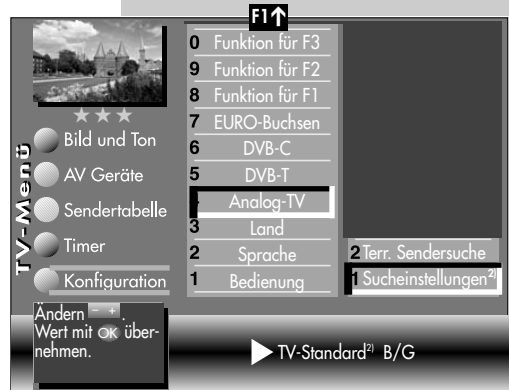 F1↑
TV-Menü
Bild und Ton
AV Geräte
Sendertabelle
Timer
Konfiguration
0 Funktion für F3
9 Funktion für F2
8 Funktion für F1
7 EURO-Buchsen
6 DVB-C
5 DVB-T
Analog-TV
3 Land
2 Sprache
1 Bedienung
2 Terr. Sendersuche
1 Sucheinstellungen²⁾
Ändern - + .
Wert mit OK über-
nehmen.
TV-Standard²⁾ B/G